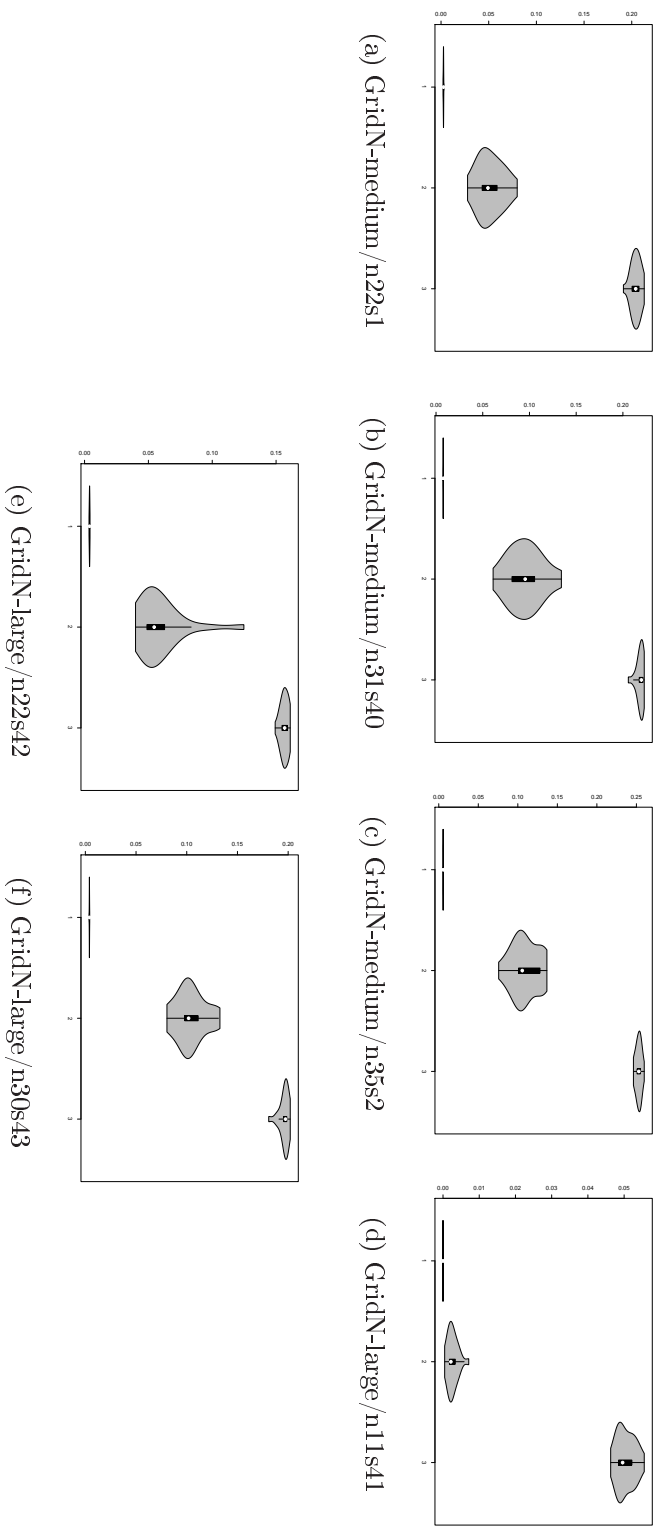 0.00 0.05 0.10 0.15 0.20
1 2 3
(a) GridN-medium/n22s1
0.00 0.05 0.10 0.15 0.20
1 2 3
(b) GridN-medium/n31s40
0.00 0.05 0.10 0.15 0.20 0.25
1 2 3
(c) GridN-medium/n35s2
0.00 0.01 0.02 0.03 0.04 0.05
1 2 3
(d) GridN-large/n11s41
0.00 0.05 0.10 0.15
1 2 3
(e) GridN-large/n22s42
0.00 0.05 0.10 0.15 0.20
1 2 3
(f) GridN-large/n30s43